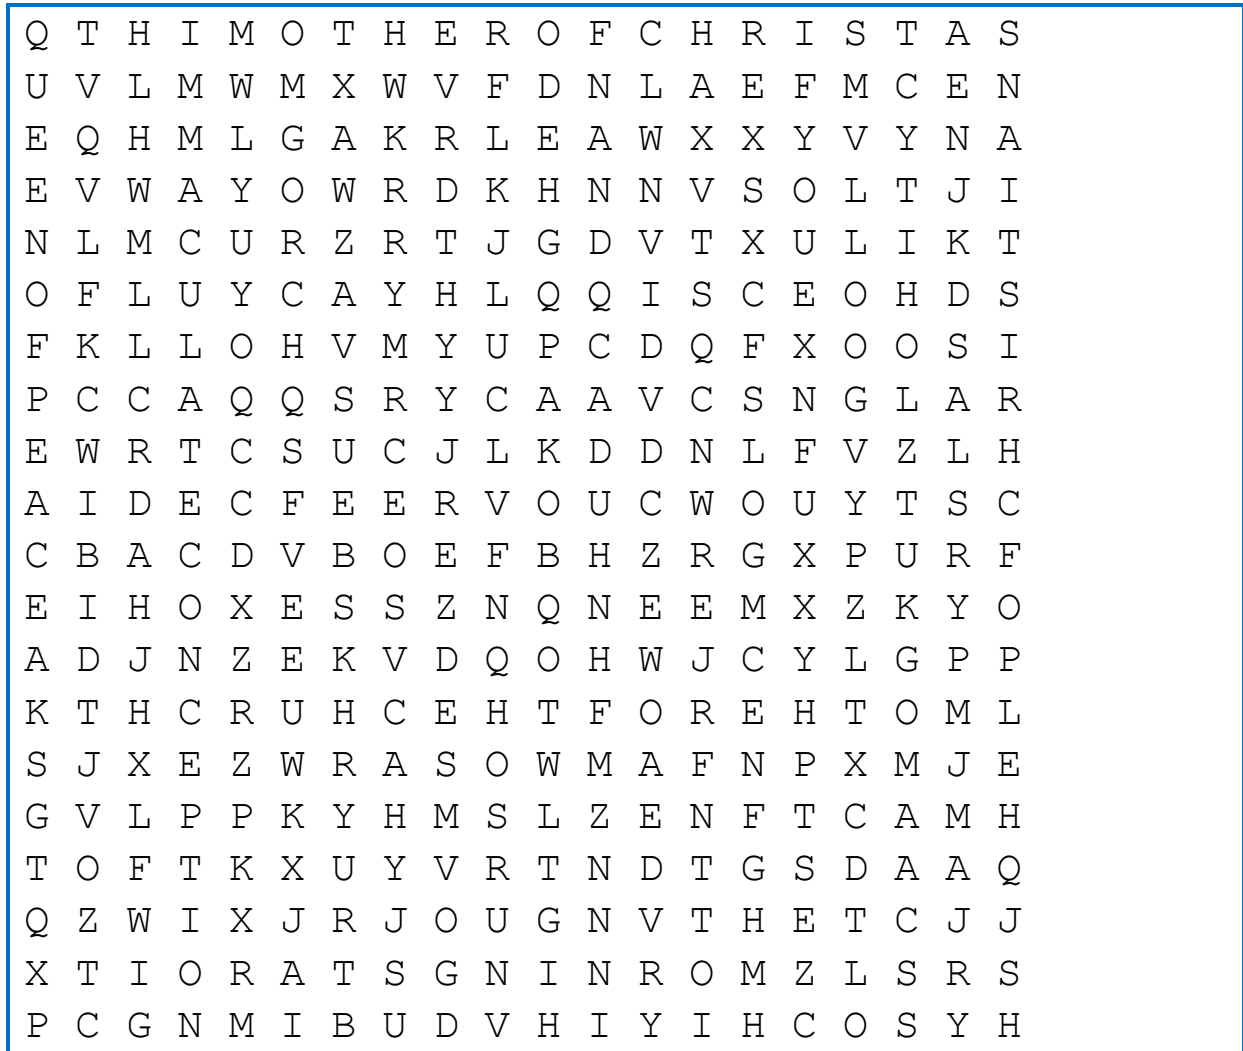 Q T H I M O T H E R O F C H R I S T A S
U V L M W M X W V F D N L A E F M C E N
E Q H M L G A K R L E A W X X Y V Y N A
E V W A Y O W R D K H N N V S O L T J I
N L M C U R Z R T J G D V T X U L I K T
O F L U Y C A Y H L Q Q I S C E O H D S
F K L L O H V M Y U P C D Q F X O O S I
P C C A Q Q S R Y C A A V C S N G L A R
E W R T C S U C J L K D D N L F V Z L H
A I D E C F E E R V O U C W O U Y T S C
C B A C D V B O E F B H Z R G X P U R F
E I H O X E S S Z N Q N E E M X Z K Y O
A D J N Z E K V D Q O H W J C Y L G P P
K T H C R U H C E H T F O R E H T O M L
S J X E Z W R A S O W M A F N P X M J E
G V L P P K Y H M S L Z E N F T C A M H
T O F T K X U Y V R T N D T G S D A A Q
Q Z W I X J R J O U G N V T H E T C J J
X T I O R A T S G N I N R O M Z L S R S
P C G N M I B U D V H I Y I H C O S Y H